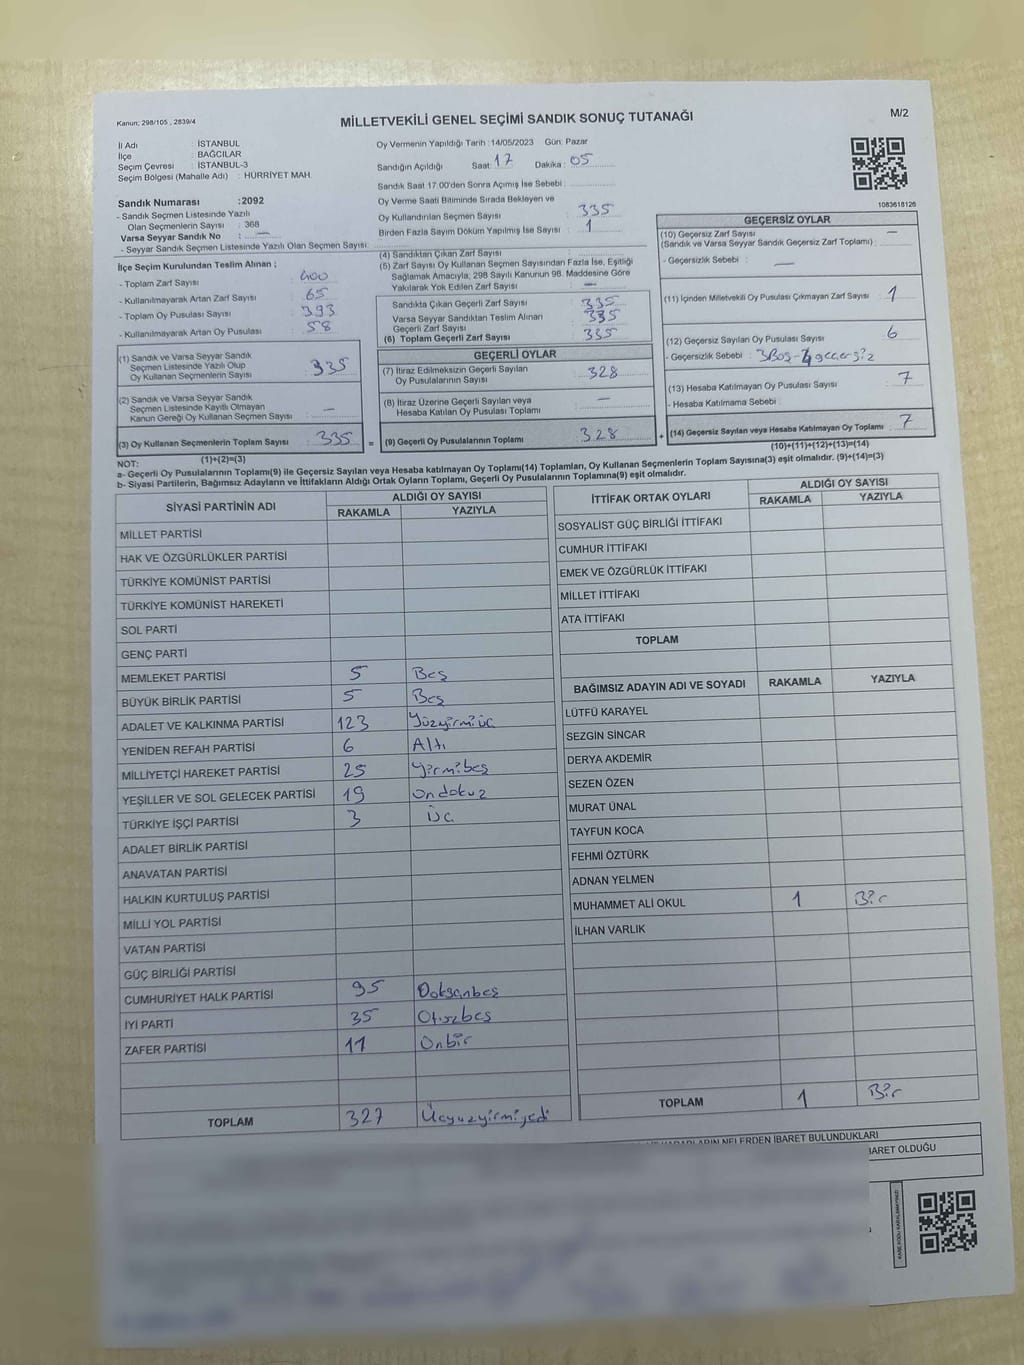 Kanun; 298/105 , 2839/4
MİLLETVEKİLİ GENEL SEÇİMİ SANDIK SONUÇ TUTANAĞI
M/2
İl Adı : İSTANBUL
İlçe : BAĞCILAR
Seçim Çevresi : İSTANBUL-3
Seçim Bölgesi (Mahalle Adı) : HÜRRİYET MAH.
Oy Vermenin Yapıldığı Tarih : 14/05/2023 Gün: Pazar
Sandığın Açıldığı Saat: 17 Dakika: 05
Sandık Saat 17.00'den Sonra Açımış İse Sebebi :
Sandık Numarası :2092
- Sandık Seçmen Listesinde Yazılı
Olan Seçmenlerin Sayısı : 368
Varsa Seyyar Sandık No : —
- Seyyar Sandık Seçmen Listesinde Yazılı Olan Seçmen Sayısı:
Oy Verme Saati Bitiminde Sırada Bekleyen ve
Oy Kullandırılan Seçmen Sayısı : 335
Birden Fazla Sayım Döküm Yapılmış İse Sayısı : 1
1083618126
İlçe Seçim Kurulundan Teslim Alınan ;
- Toplam Zarf Sayısı : 400
- Kullanılmayarak Artan Zarf Sayısı : 65
- Toplam Oy Pusulası Sayısı : 393
- Kullanılmayarak Artan Oy Pusulası : 58
(4) Sandıktan Çıkan Zarf Sayısı :
(5) Zarf Sayısı Oy Kullanan Seçmen Sayısından Fazla İse, Eşitliği
Sağlamak Amacıyla; 298 Sayılı Kanunun 98. Maddesine Göre
Yakılarak Yok Edilen Zarf Sayısı : —
Sandıkta Çıkan Geçerli Zarf Sayısı : 335
Varsa Seyyar Sandıktan Teslim Alınan : 335
Geçerli Zarf Sayısı
(6) Toplam Geçerli Zarf Sayısı : 335
GEÇERSİZ OYLAR
(10) Geçersiz Zarf Sayısı —
(Sandık ve Varsa Seyyar Sandık Geçersiz Zarf Toplamı) :
- Geçersizlik Sebebi : —
(11) İçinden Milletvekili Oy Pusulası Çıkmayan Zarf Sayısı : 1
(12) Geçersiz Sayılan Oy Pusulası Sayısı : 6
- Geçersizlik Sebebi : 3Boş-4geçersiz
(13) Hesaba Katılmayan Oy Pusulası Sayısı : 7
- Hesaba Katılmama Sebebi :
(14) Geçersiz Sayılan veya Hesaba Katılmayan Oy Toplamı : 7
(10)+(11)+(12)+(13)=(14)
(1) Sandık ve Varsa Seyyar Sandık
Seçmen Listesinde Yazılı Olup
Oy Kullanan Seçmenlerin Sayısı : 335
(2) Sandık ve Varsa Seyyar Sandık
Seçmen Listesinde Kayıtlı Olmayan
Kanun Gereği Oy Kullanan Seçmen Sayısı : —
(3) Oy Kullanan Seçmenlerin Toplam Sayısı : 335
(1)+(2)=(3)
GEÇERLİ OYLAR
(7) İtiraz Edilmeksizin Geçerli Sayılan
Oy Pusulalarının Sayısı : 328
(8) İtiraz Üzerine Geçerli Sayılan veya
Hesaba Katılan Oy Pusulası Toplamı : —
= (9) Geçerli Oy Pusulalarının Toplamı : 328 +
NOT:
a- Geçerli Oy Pusulalarının Toplamı(9) ile Geçersiz Sayılan veya Hesaba katılmayan Oy Toplamı(14) Toplamları, Oy Kullanan Seçmenlerin Toplam Sayısına(3) eşit olmalıdır. (9)+(14)=(3)
b- Siyasi Partilerin, Bağımsız Adayların ve İttifakların Aldığı Ortak Oyların Toplamı, Geçerli Oy Pusulalarının Toplamına(9) eşit olmalıdır.
SİYASİ PARTİNİN ADI ALDIĞI OY SAYISI
RAKAMLA YAZIYLA
MİLLET PARTİSİ
HAK VE ÖZGÜRLÜKLER PARTİSİ
TÜRKİYE KOMÜNİST PARTİSİ
TÜRKİYE KOMÜNİST HAREKETİ
SOL PARTİ
GENÇ PARTİ
MEMLEKET PARTİSİ 5 Beş
BÜYÜK BİRLİK PARTİSİ 5 Beş
ADALET VE KALKINMA PARTİSİ 123 Yüzyirmiüç
YENİDEN REFAH PARTİSİ 6 Altı
MİLLİYETÇİ HAREKET PARTİSİ 25 Yirmibeş
YEŞİLLER VE SOL GELECEK PARTİSİ 19 Ondokuz
TÜRKİYE İŞÇİ PARTİSİ 3 Üç
ADALET BİRLİK PARTİSİ
ANAVATAN PARTİSİ
HALKIN KURTULUŞ PARTİSİ
MİLLİ YOL PARTİSİ
VATAN PARTİSİ
GÜÇ BİRLİĞİ PARTİSİ
CUMHURİYET HALK PARTİSİ 95 Doksanbeş
İYİ PARTİ 35 Otuzbeş
ZAFER PARTİSİ 11 Onbir
TOPLAM 327 Üçyüzyirmiyedi
İTTİFAK ORTAK OYLARI ALDIĞI OY SAYISI
RAKAMLA YAZIYLA
SOSYALİST GÜÇ BİRLİĞİ İTTİFAKI
CUMHUR İTTİFAKI
EMEK VE ÖZGÜRLÜK İTTİFAKI
MİLLET İTTİFAKI
ATA İTTİFAKI
TOPLAM
BAĞIMSIZ ADAYIN ADI VE SOYADI RAKAMLA YAZIYLA
LÜTFÜ KARAYEL
SEZGİN SİNCAR
DERYA AKDEMİR
SEZEN ÖZEN
MURAT ÜNAL
TAYFUN KOCA
FEHMİ ÖZTÜRK
ADNAN YELMEN
MUHAMMET ALİ OKUL 1 Bir
İLHAN VARLIK
TOPLAM 1 Bir
NELERDEN İBARET BULUNDUKLARI
BARET OLDUĞU